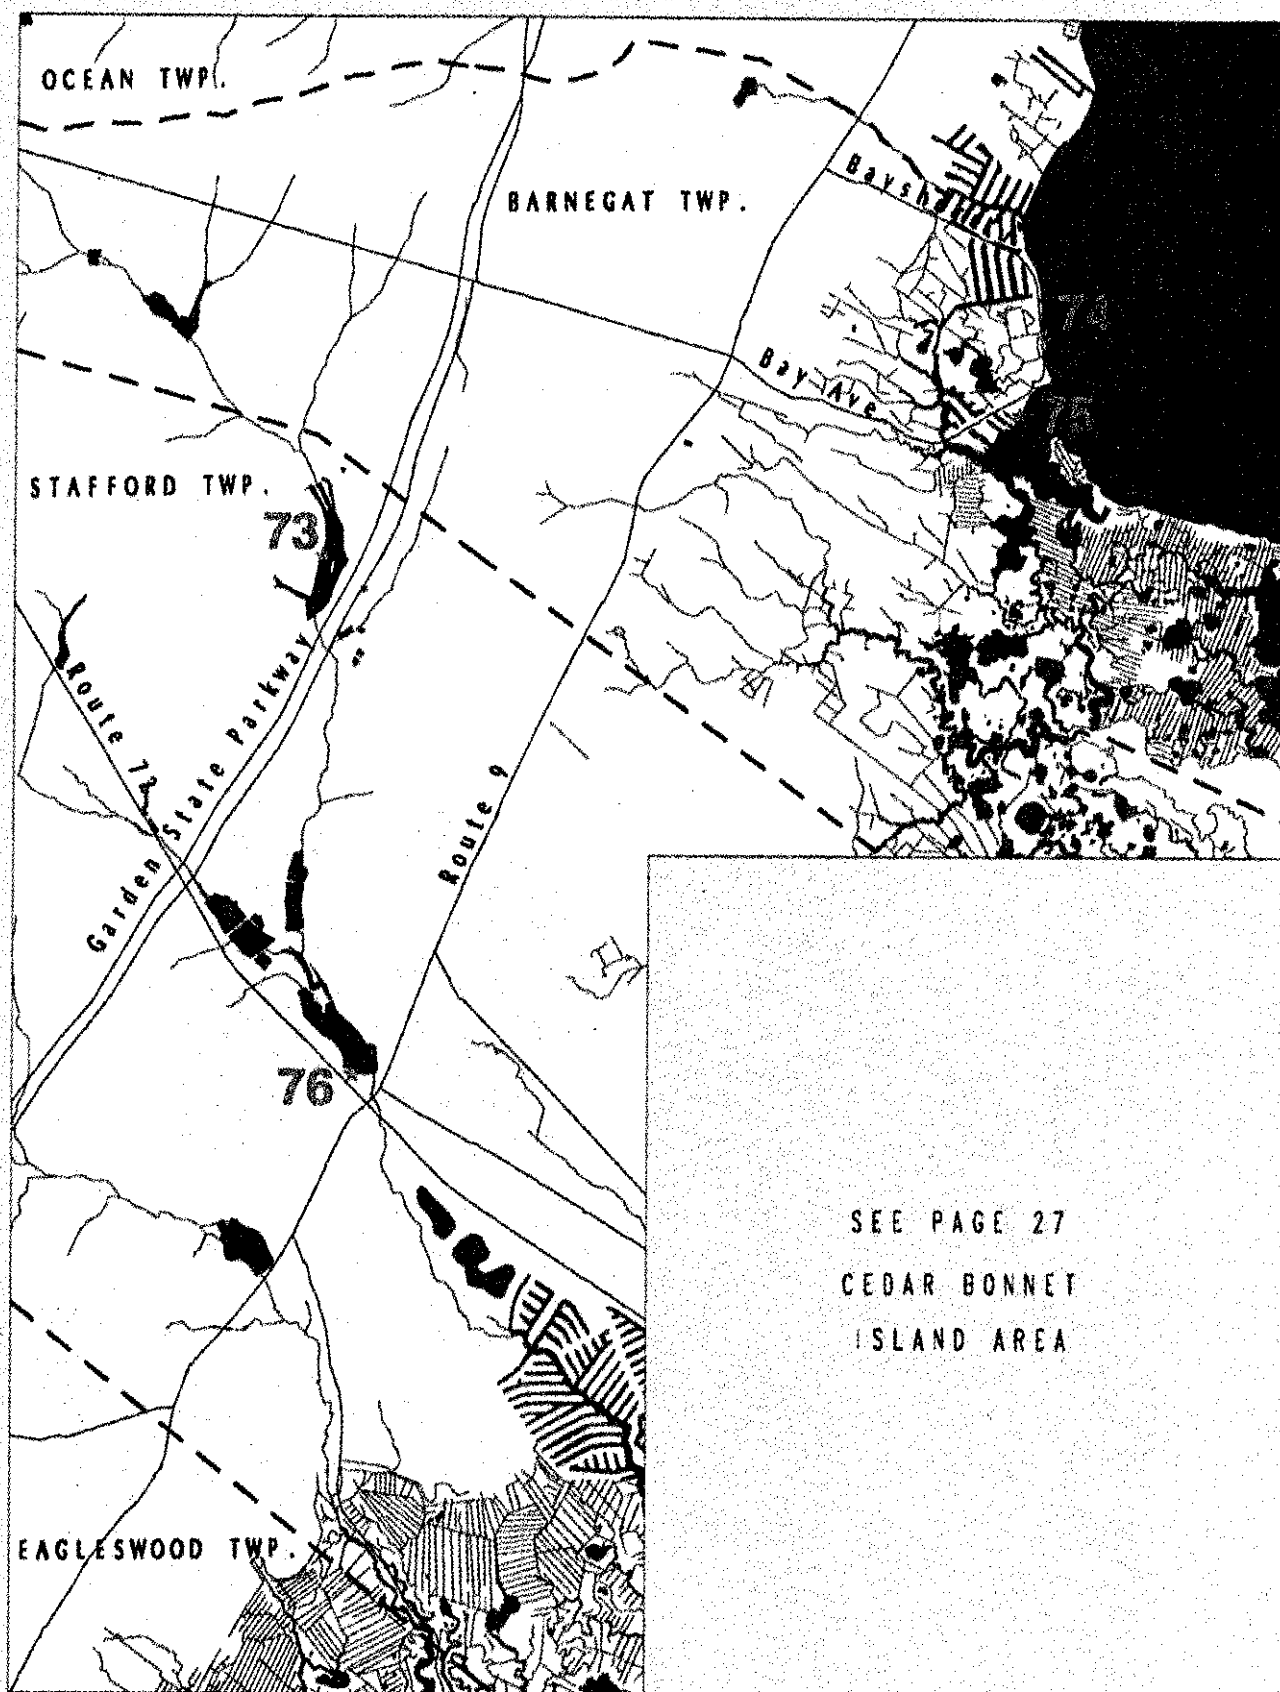 OCEAN TWP.
BARNEGAT TWP.
Bay Ave
74
75
STAFFORD TWP.
73
Route 72
Garden State Parkway
Route 9
76
SEE PAGE 27
CEDAR BONNET
ISLAND AREA
EAGLESWOOD TWP.